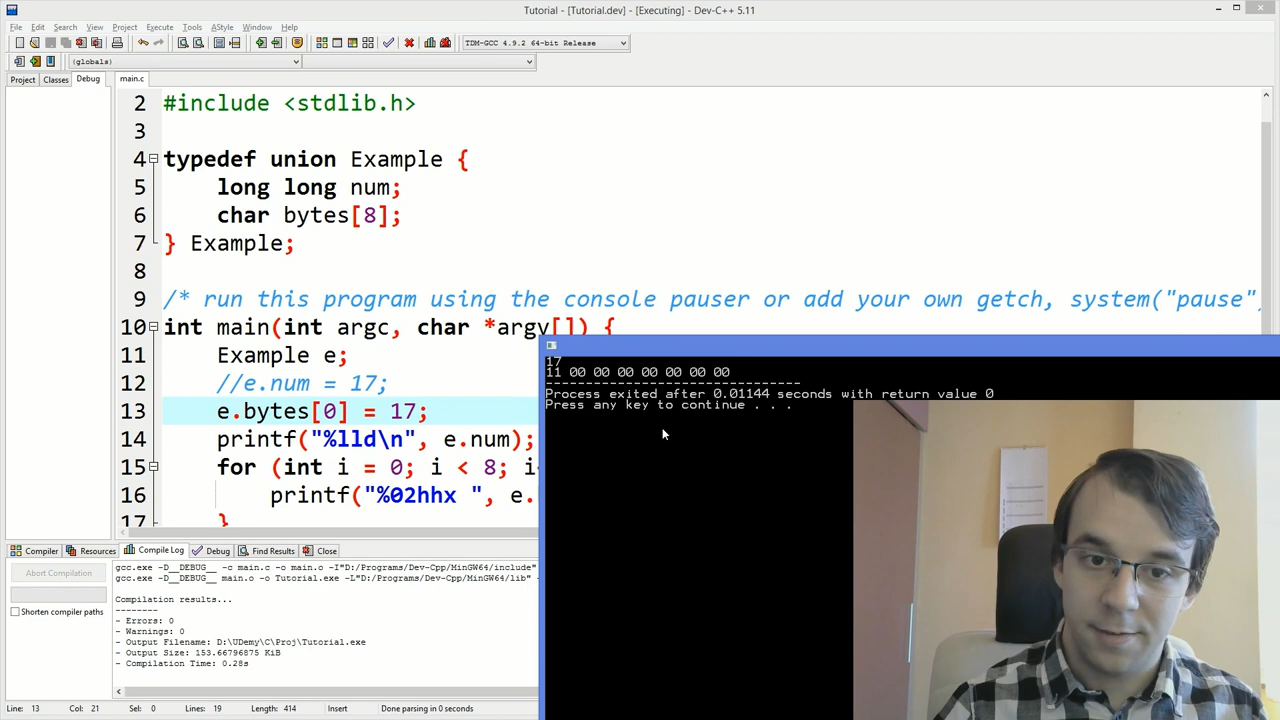 Tutorial - [Tutorial.dev] - [Executing] - Dev-C++ 5.11
File Edit Search View Project Execute Tools AStyle Window Help
TDM-GCC 4.9.2 64-bit Release
(globals)
Project Classes Debug main.c
2 #include <stdlib.h>
3
4 typedef union Example {
5 long long num;
6 char bytes[8];
7 } Example;
8
9 /* run this program using the console pauser or add your own getch, system("pause"
10 int main(int argc, char *argv[]) {
11 Example e;
12 //e.num = 17;
13 e.bytes[0] = 17;
14 printf("%lld\n", e.num);
15 for (int i = 0; i < 8; i
16 printf("%02hhx ", e.
17 }
17
11 00 00 00 00 00 00 00
--------------------------------
Process exited after 0.01144 seconds with return value 0
Press any key to continue . . .
Compiler Resources Compile Log Debug Find Results Close
Abort Compilation
Shorten compiler paths
gcc.exe -D__DEBUG__ -c main.c -o main.o -I"D:/Programs/Dev-Cpp/MinGW64/include"
gcc.exe -D__DEBUG__ main.o -o Tutorial.exe -L"D:/Programs/Dev-Cpp/MinGW64/lib" -
Compilation results...
--------
- Errors: 0
- Warnings: 0
- Output Filename: D:\UDemy\C\Proj\Tutorial.exe
- Output Size: 153.66796875 KiB
- Compilation Time: 0.28s
Line: 13 Col: 21 Sel: 0 Lines: 19 Length: 414 Insert Done parsing in 0 seconds